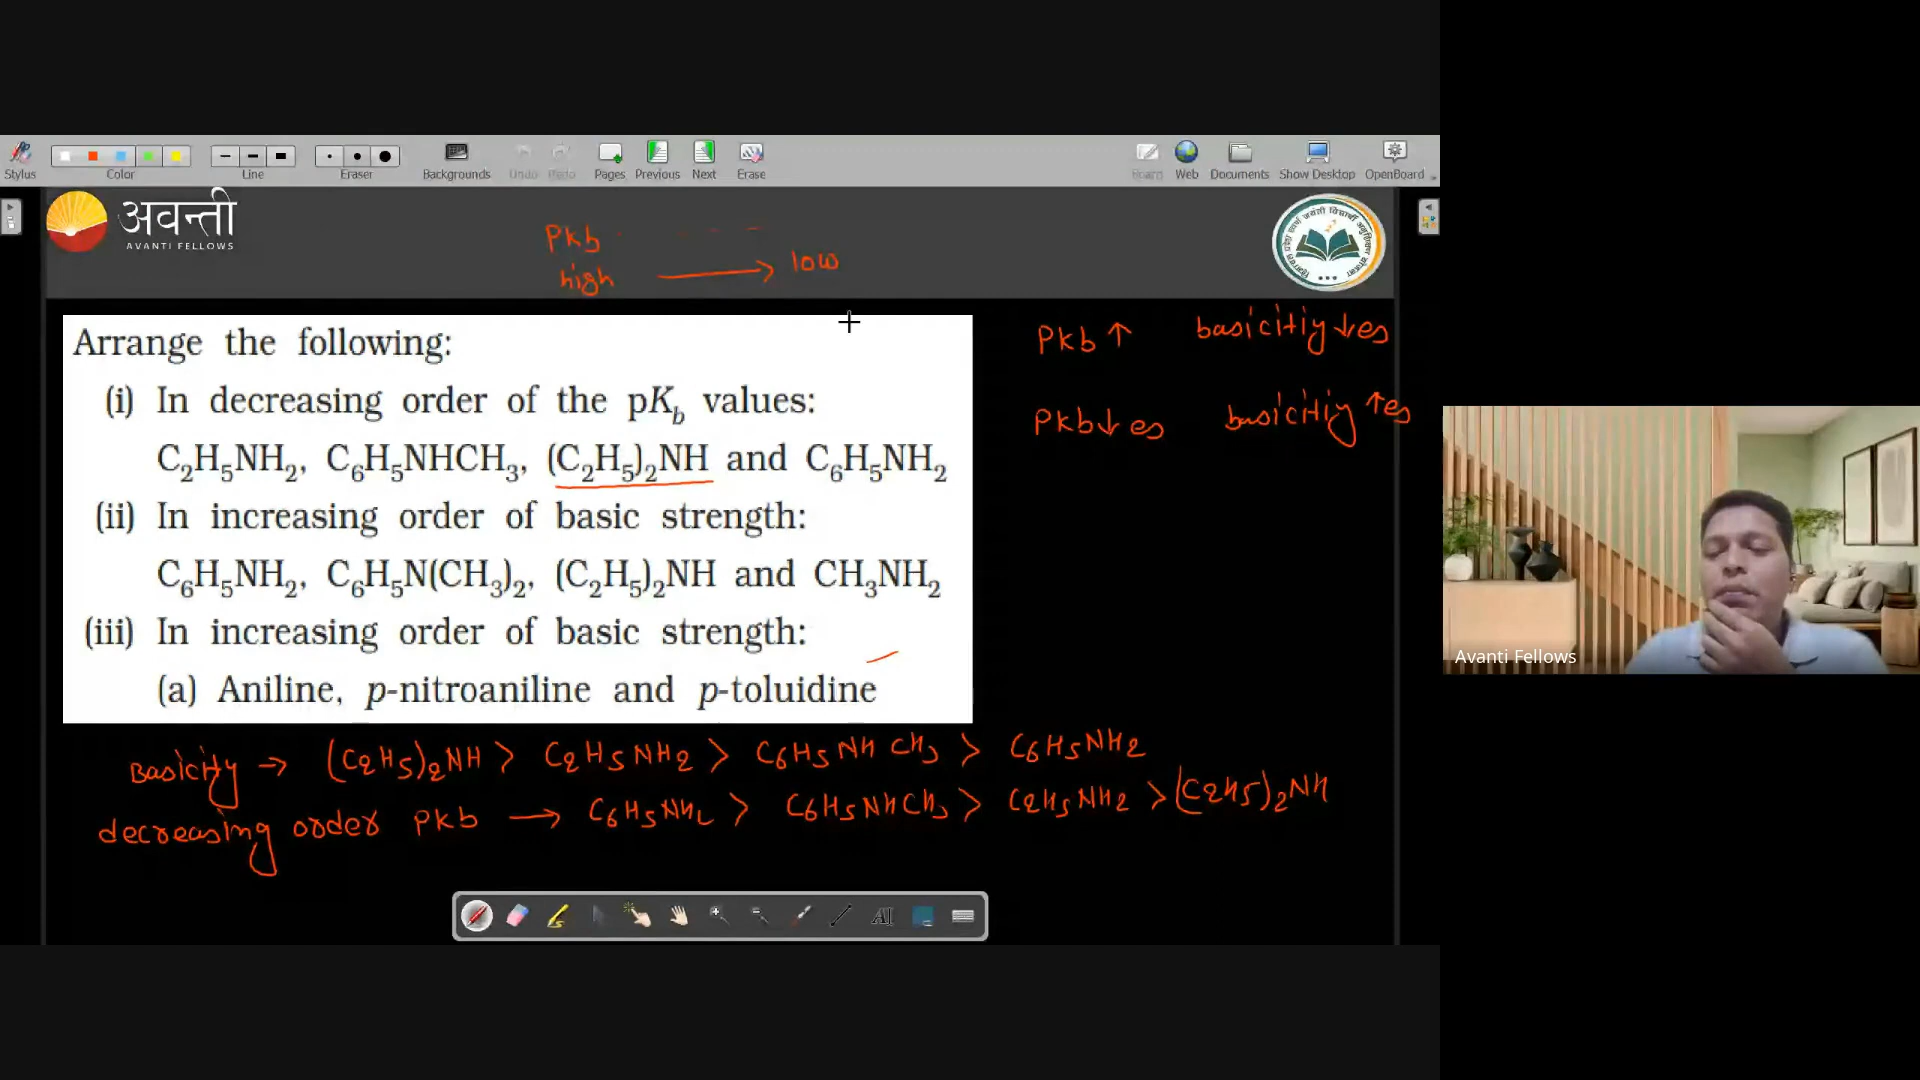 Stylus Color Line Eraser Backgrounds Undo Redo Pages Previous Next Erase Board Web Documents Show Desktop OpenBoard
अवन्ती
AVANTI FELLOWS
Pkb
high → low
Arrange the following:
(i) In decreasing order of the pK_b values:
C₂H₅NH₂, C₆H₅NHCH₃, (C₂H₅)₂NH and C₆H₅NH₂
(ii) In increasing order of basic strength:
C₆H₅NH₂, C₆H₅N(CH₃)₂, (C₂H₅)₂NH and CH₃NH₂
(iii) In increasing order of basic strength:
(a) Aniline, p-nitroaniline and p-toluidine
Pkb ↑ basicitiy ↓es
Pkb ↓es basicitiy ↑es
Basicity → (C₂H₅)₂NH > C₂H₅NH₂ > C₆H₅NHCH₃ > C₆H₅NH₂
decreasing order Pkb → C₆H₅NH₂ > C₆H₅NHCH₃ > C₂H₅NH₂ > (C₂H₅)₂NH
Avanti Fellows